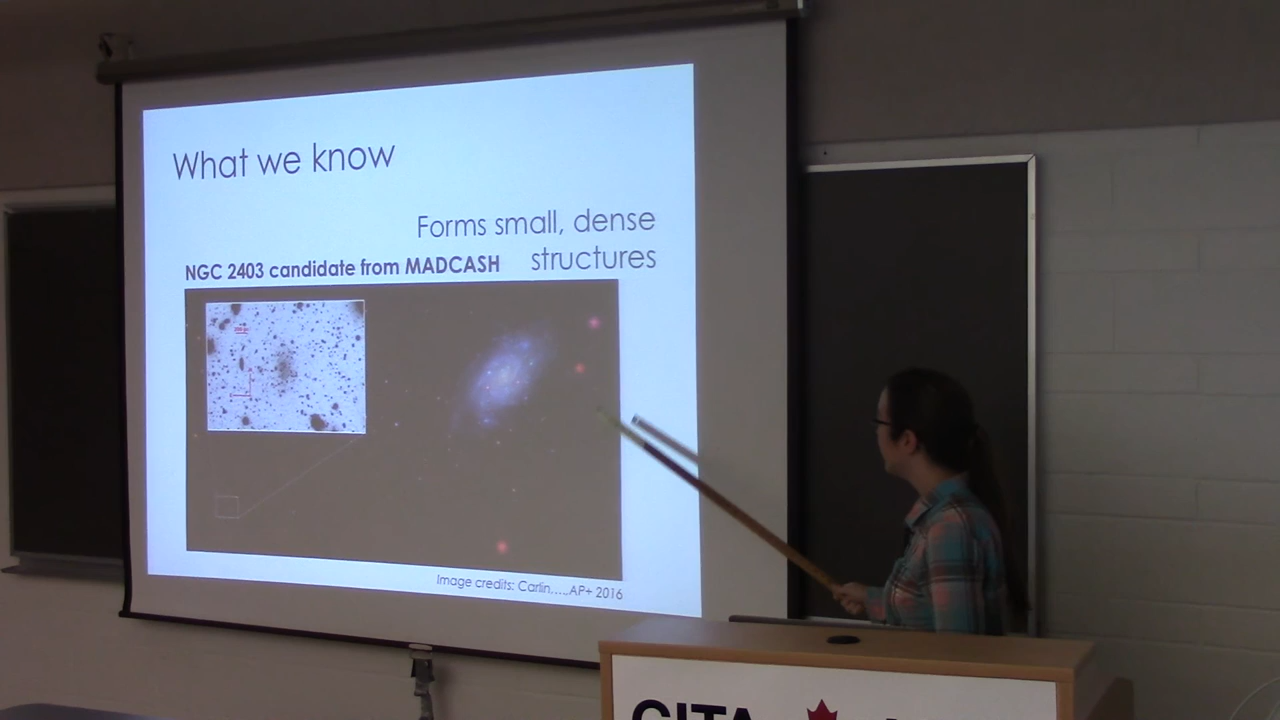 What we know
Forms small, dense
structures
NGC 2403 candidate from MADCASH
Image credits: Carlin,...,AP+ 2016
CITA